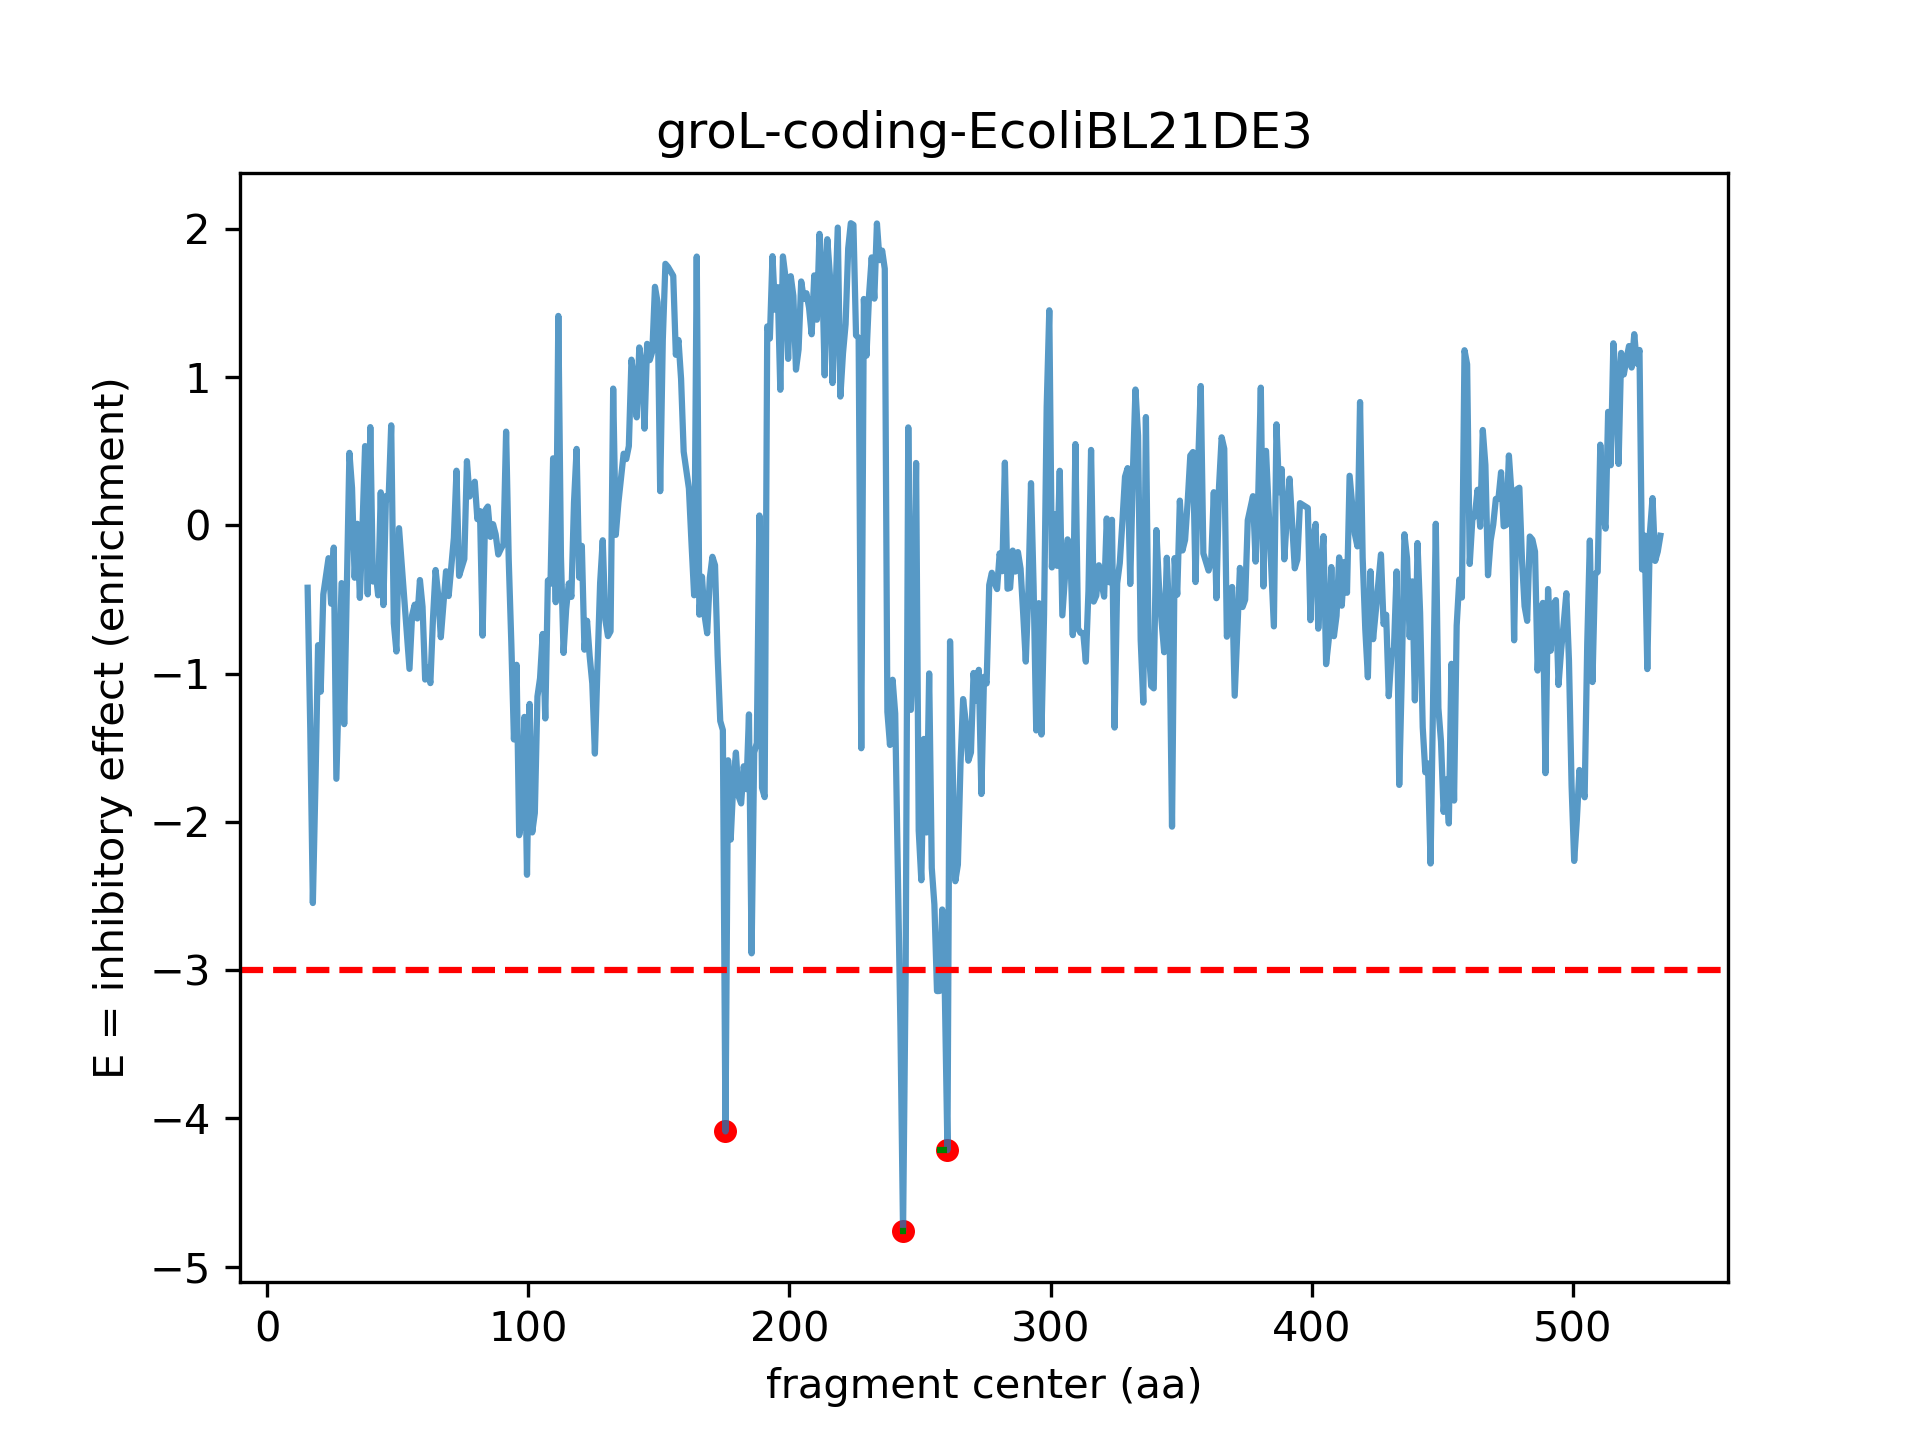 groL-coding-EcoliBL21DE3
E = inhibitory effect (enrichment)
2
1
0
−1
−2
−3
−4
−5
0 100 200 300 400 500
fragment center (aa)